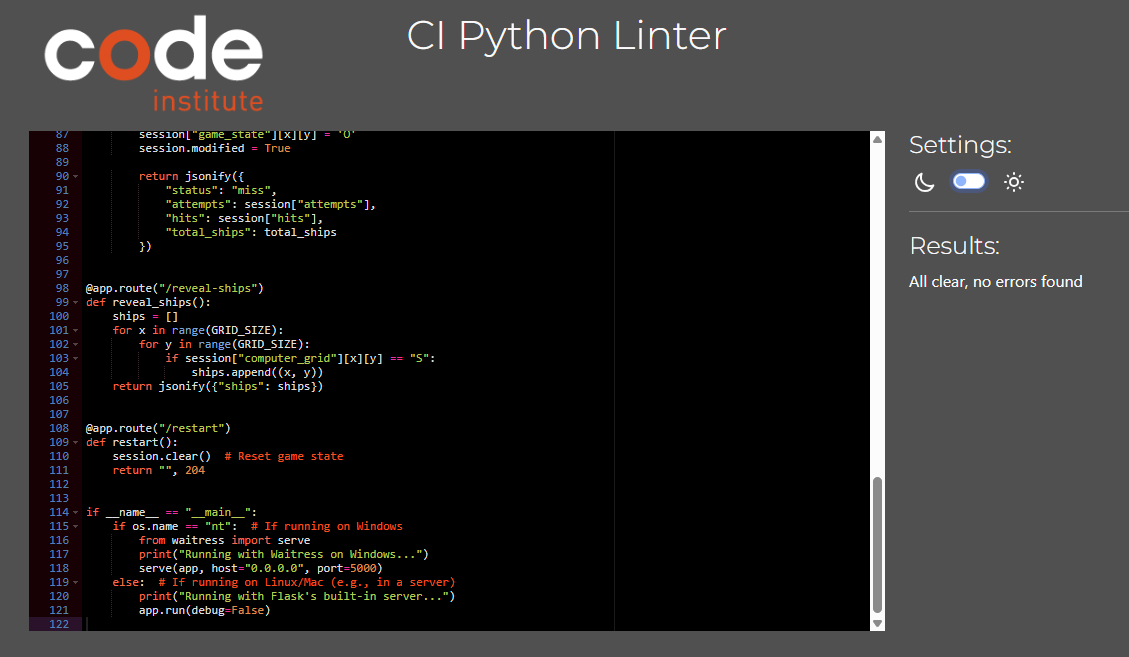 code
institute
CI Python Linter
87 session["game_state"][x][y] = 'O'
88 session.modified = True
89
90 return jsonify({
91 "status": "miss",
92 "attempts": session["attempts"],
93 "hits": session["hits"],
94 "total_ships": total_ships
95 })
96
97
98 @app.route("/reveal-ships")
99 def reveal_ships():
100 ships = []
101 for x in range(GRID_SIZE):
102 for y in range(GRID_SIZE):
103 if session["computer_grid"][x][y] == "S":
104 ships.append((x, y))
105 return jsonify({"ships": ships})
106
107
108 @app.route("/restart")
109 def restart():
110 session.clear()  # Reset game state
111 return "", 204
112
113
114 if __name__ == "__main__":
115 if os.name == "nt":  # If running on Windows
116 from waitress import serve
117 print("Running with Waitress on Windows...")
118 serve(app, host="0.0.0.0", port=5000)
119 else:  # If running on Linux/Mac (e.g., in a server)
120 print("Running with Flask's built-in server...")
121 app.run(debug=False)
122
Settings:
Results:
All clear, no errors found